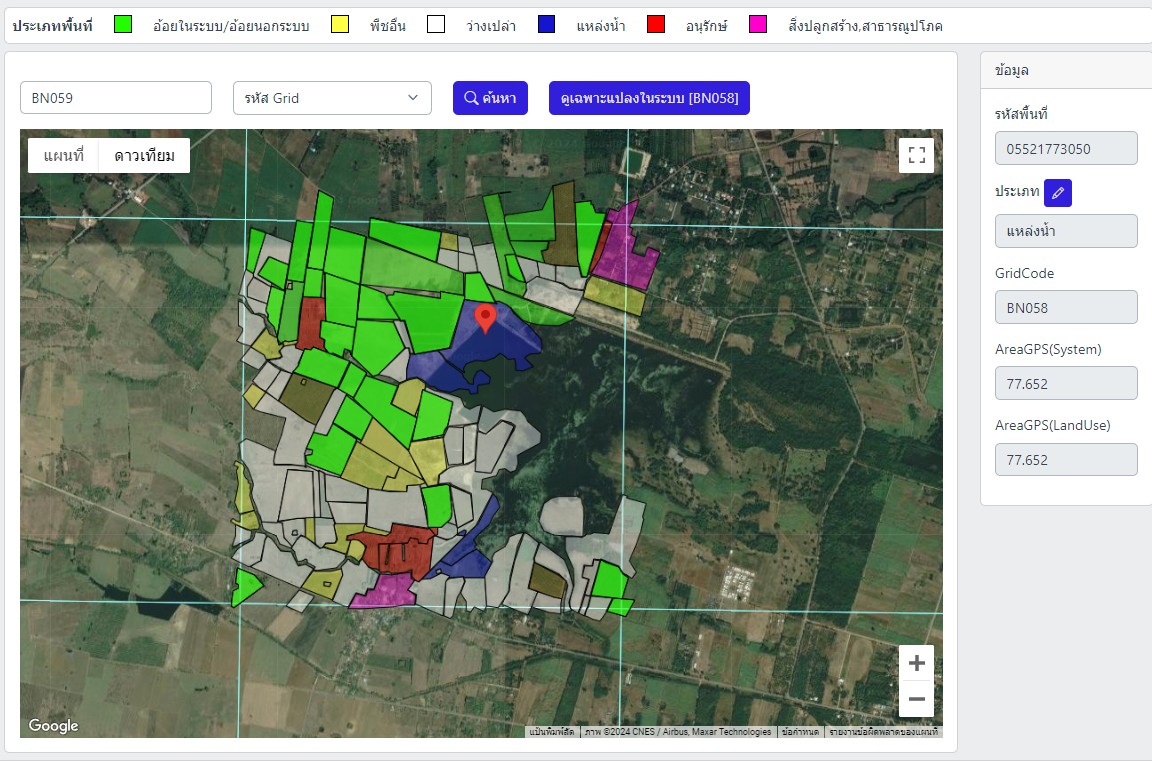 ประเภทพื้นที่ อ้อยในระบบ/อ้อยนอกระบบ พืชอื่น ว่างเปล่า แหล่งน้ำ อนุรักษ์ สิ่งปลูกสร้าง,สาธารณูปโภค
BN059 รหัส Grid ค้นหา ดูเฉพาะแปลงในระบบ [BN058]
แผนที่ ดาวเทียม
Google
แป้นพิมพ์ลัด ภาพ ©2024 CNES / Airbus, Maxar Technologies ข้อกำหนด รายงานข้อผิดพลาดของแผนที่
ข้อมูล
รหัสพื้นที่
05521773050
ประเภท
แหล่งน้ำ
GridCode
BN058
AreaGPS(System)
77.652
AreaGPS(LandUse)
77.652